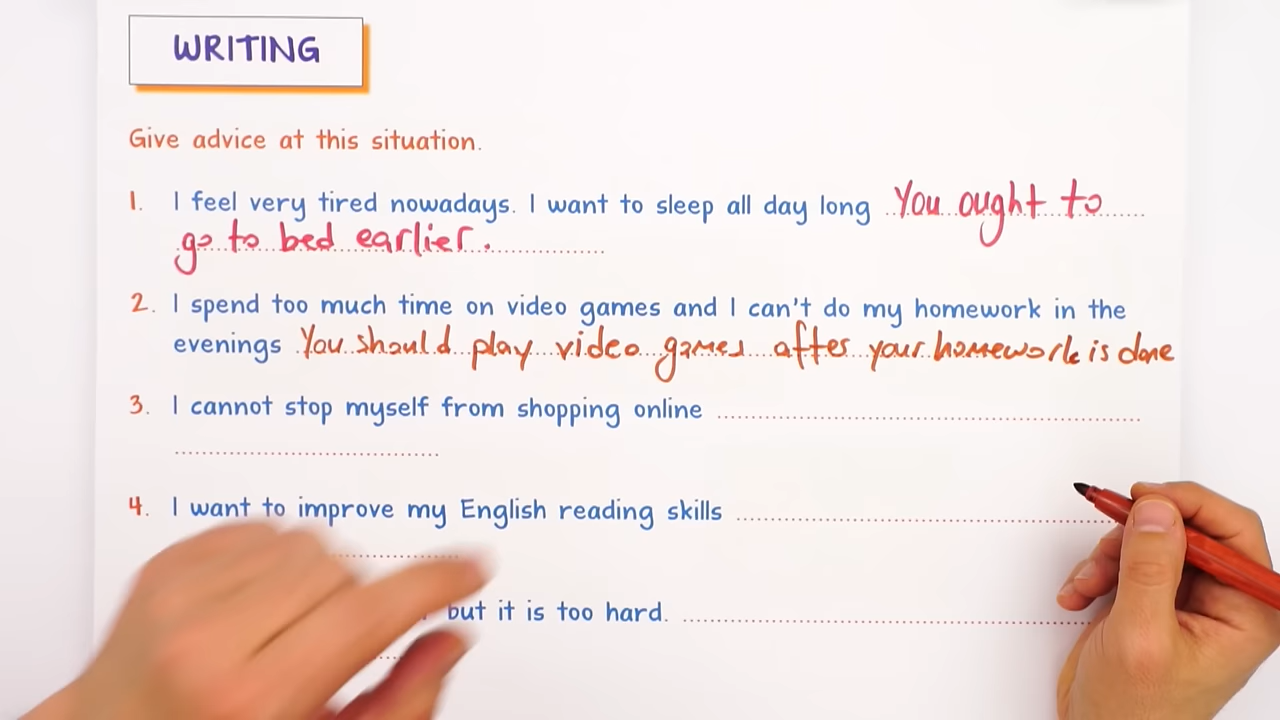 WRITING
Give advice at this situation.
1. I feel very tired nowadays. I want to sleep all day long You ought to
go to bed earlier.
2. I spend too much time on video games and I can't do my homework in the
evenings You should play video games after your homework is done
3. I cannot stop myself from shopping online
4. I want to improve my English reading skills
but it is too hard.